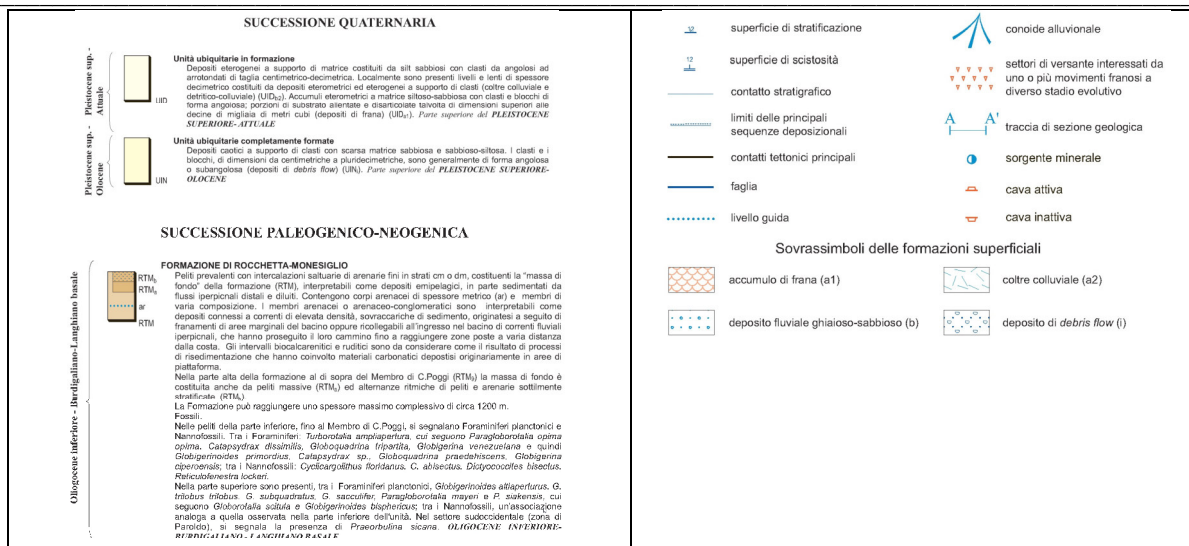 SUCCESSIONE QUATERNARIA
Pleistocene sup. -
Attuale
UID
Unità ubiquitarie in formazione
Depositi eterogenei a supporto di matrice costituiti da silt sabbiosi con clasti da angolosi ad
arrotondati di taglia centimetrico-decimetrica. Localmente sono presenti livelli e lenti di spessore
decimetrico costituiti da depositi eterometrici ed eterogenei a supporto di clasti (coltre colluviale e
detritico-colluviale) (UIDa2). Accumuli eterometrici a matrice siltoso-sabbiosa con clasti e blocchi di
forma angolosa; porzioni di substrato allentate e disarticolate talvolta di dimensioni superiori alle
decine di migliaia di metri cubi (depositi di frana) (UIDa1). Parte superiore del PLEISTOCENE
SUPERIORE- ATTUALE
Pleistocene sup. -
Olocene
UIN
Unità ubiquitarie completamente formate
Depositi caotici a supporto di clasti con scarsa matrice sabbiosa e sabbioso-siltosa. I clasti e i
blocchi, di dimensioni da centimetriche a pluridecimetriche, sono generalmente di forma angolosa
o subangolosa (depositi di debris flow) (UINi). Parte superiore del PLEISTOCENE SUPERIORE-
OLOCENE
SUCCESSIONE PALEOGENICO-NEOGENICA
Oligocene inferiore - Burdigaliano-Langhiano basale
RTMb
RTMa
ar
RTM
FORMAZIONE DI ROCCHETTA-MONESIGLIO
Peliti prevalenti con intercalazioni saltuarie di arenarie fini in strati cm o dm, costituenti la "massa di
fondo" della formazione (RTM), interpretabili come depositi emipelagici, in parte sedimentati da
flussi iperpicnali distali e diluiti. Contengono corpi arenacei di spessore metrico (ar) e membri di
varia composizione. I membri arenacei o arenaceo-conglomeratici sono interpretabili come
depositi connessi a correnti di elevata densità, sovraccariche di sedimento, originatesi a seguito di
franamenti di aree marginali del bacino oppure ricollegabili all'ingresso nel bacino di correnti fluviali
iperpicnali, che hanno proseguito il loro cammino fino a raggiungere zone poste a varia distanza
dalla costa. Gli intervalli biocalcarenitici e ruditici sono da considerare come il risultato di processi
di risedimentazione che hanno coinvolto materiali carbonatici depostisi originariamente in aree di
piattaforma.
Nella parte alta della formazione al di sopra del Membro di C.Poggi (RTM9) la massa di fondo è
costituita anche da peliti massive (RTMa) ed alternanze ritmiche di peliti e arenarie sottilmente
stratificate (RTMb).
La Formazione può raggiungere uno spessore massimo complessivo di circa 1200 m.
Fossili.
Nelle peliti della parte inferiore, fino al Membro di C.Poggi, si segnalano Foraminiferi planctonici e
Nannofossili. Tra i Foraminiferi: Turborotalia ampliapertura, cui seguono Paragloborotalia opima
opima, Catapsydrax dissimilis, Globoquadrina tripartita, Globigerina venezuelana e quindi
Globigerinoides primordius, Catapsydrax sp., Globoquadrina praedehiscens, Globigerina
ciperoensis; tra i Nannofossili: Cyclicargolithus floridanus, C. abisectus, Dictyococcites bisectus,
Reticulofenestra lockeri.
Nella parte superiore sono presenti, tra i Foraminiferi planctonici, Globigerinoides altiaperturus, G.
trilobus trilobus, G. subquadratus, G. sacculifer, Paragloborotalia mayeri e P. siakensis, cui
seguono Globorotalia scitula e Globigerinoides bisphericus; tra i Nannofossili, un'associazione
analoga a quella osservata nella parte inferiore dell'unità. Nel settore sudoccidentale (zona di
Paroldo), si segnala la presenza di Praeorbulina sicana. OLIGOCENE INFERIORE-
BURDIGALIANO - LANGHIANO BASALE
12 superficie di stratificazione
12 superficie di scistosità
contatto stratigrafico
limiti delle principali
sequenze deposizionali
contatti tettonici principali
faglia
livello guida
conoide alluvionale
settori di versante interessati da
uno o più movimenti franosi a
diverso stadio evolutivo
A A' traccia di sezione geologica
sorgente minerale
cava attiva
cava inattiva
Sovrassimboli delle formazioni superficiali
accumulo di frana (a1)
coltre colluviale (a2)
deposito fluviale ghiaioso-sabbioso (b)
deposito di debris flow (i)